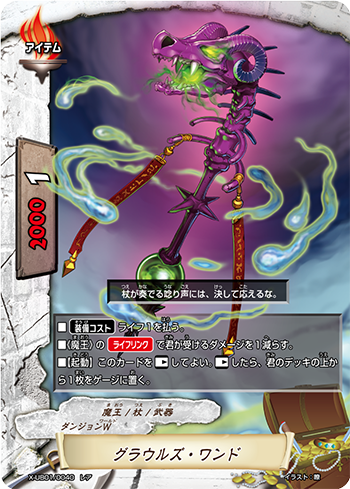 アイテム
2000 1
杖が奏でる唸り声には、決して応えるな。
■装備コスト ライフ1を払う。
■〈魔王〉の ライフリンク で君が受けるダメージを1減らす。
■【起動】このカードを してよい。 したら、君のデッキの上か
ら1枚をゲージに置く。
魔王 / 杖 / 武器
ダンジョンW
グラウルズ・ワンド
X-UB01/0040 レア
イラスト:瞭